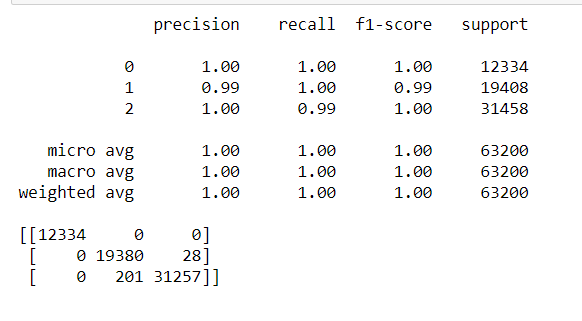 precision recall f1-score support
0 1.00 1.00 1.00 12334
1 0.99 1.00 0.99 19408
2 1.00 0.99 1.00 31458
micro avg 1.00 1.00 1.00 63200
macro avg 1.00 1.00 1.00 63200
weighted avg 1.00 1.00 1.00 63200
[[12334 0 0]
[ 0 19380 28]
[ 0 201 31257]]